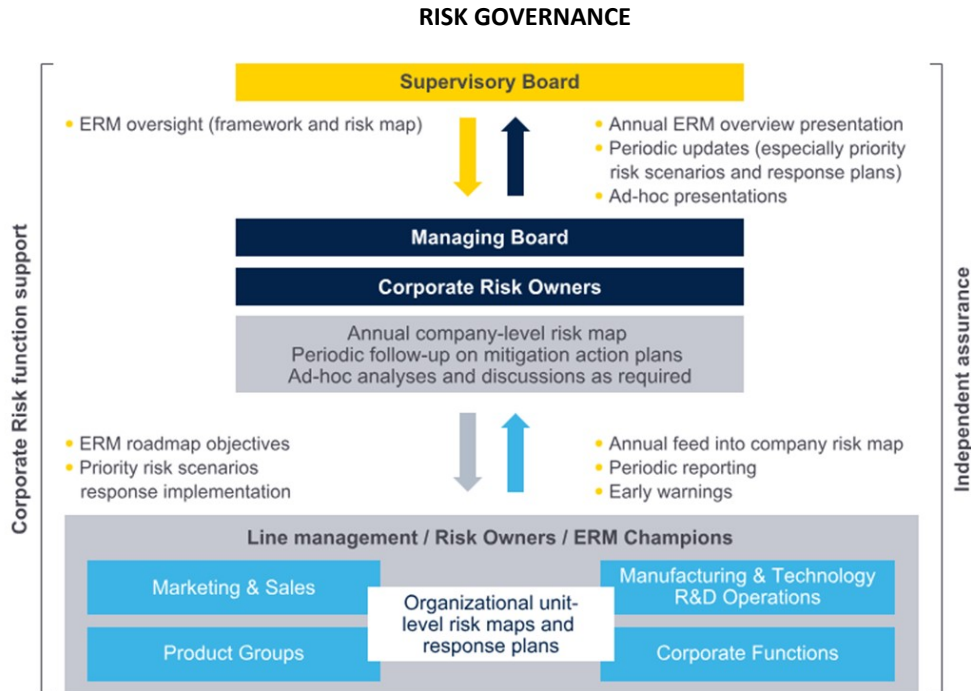 RISK GOVERNANCE
Supervisory Board
• ERM oversight (framework and risk map)
• Annual ERM overview presentation
• Periodic updates (especially priority
risk scenarios and response plans)
• Ad-hoc presentations
Managing Board
Corporate Risk Owners
Annual company-level risk map
Periodic follow-up on mitigation action plans
Ad-hoc analyses and discussions as required
• ERM roadmap objectives
• Priority risk scenarios
response implementation
• Annual feed into company risk map
• Periodic reporting
• Early warnings
Line management / Risk Owners / ERM Champions
Marketing & Sales
Product Groups
Organizational unit-
level risk maps and
response plans
Manufacturing & Technology
R&D Operations
Corporate Functions
Corporate Risk function support
Independent assurance